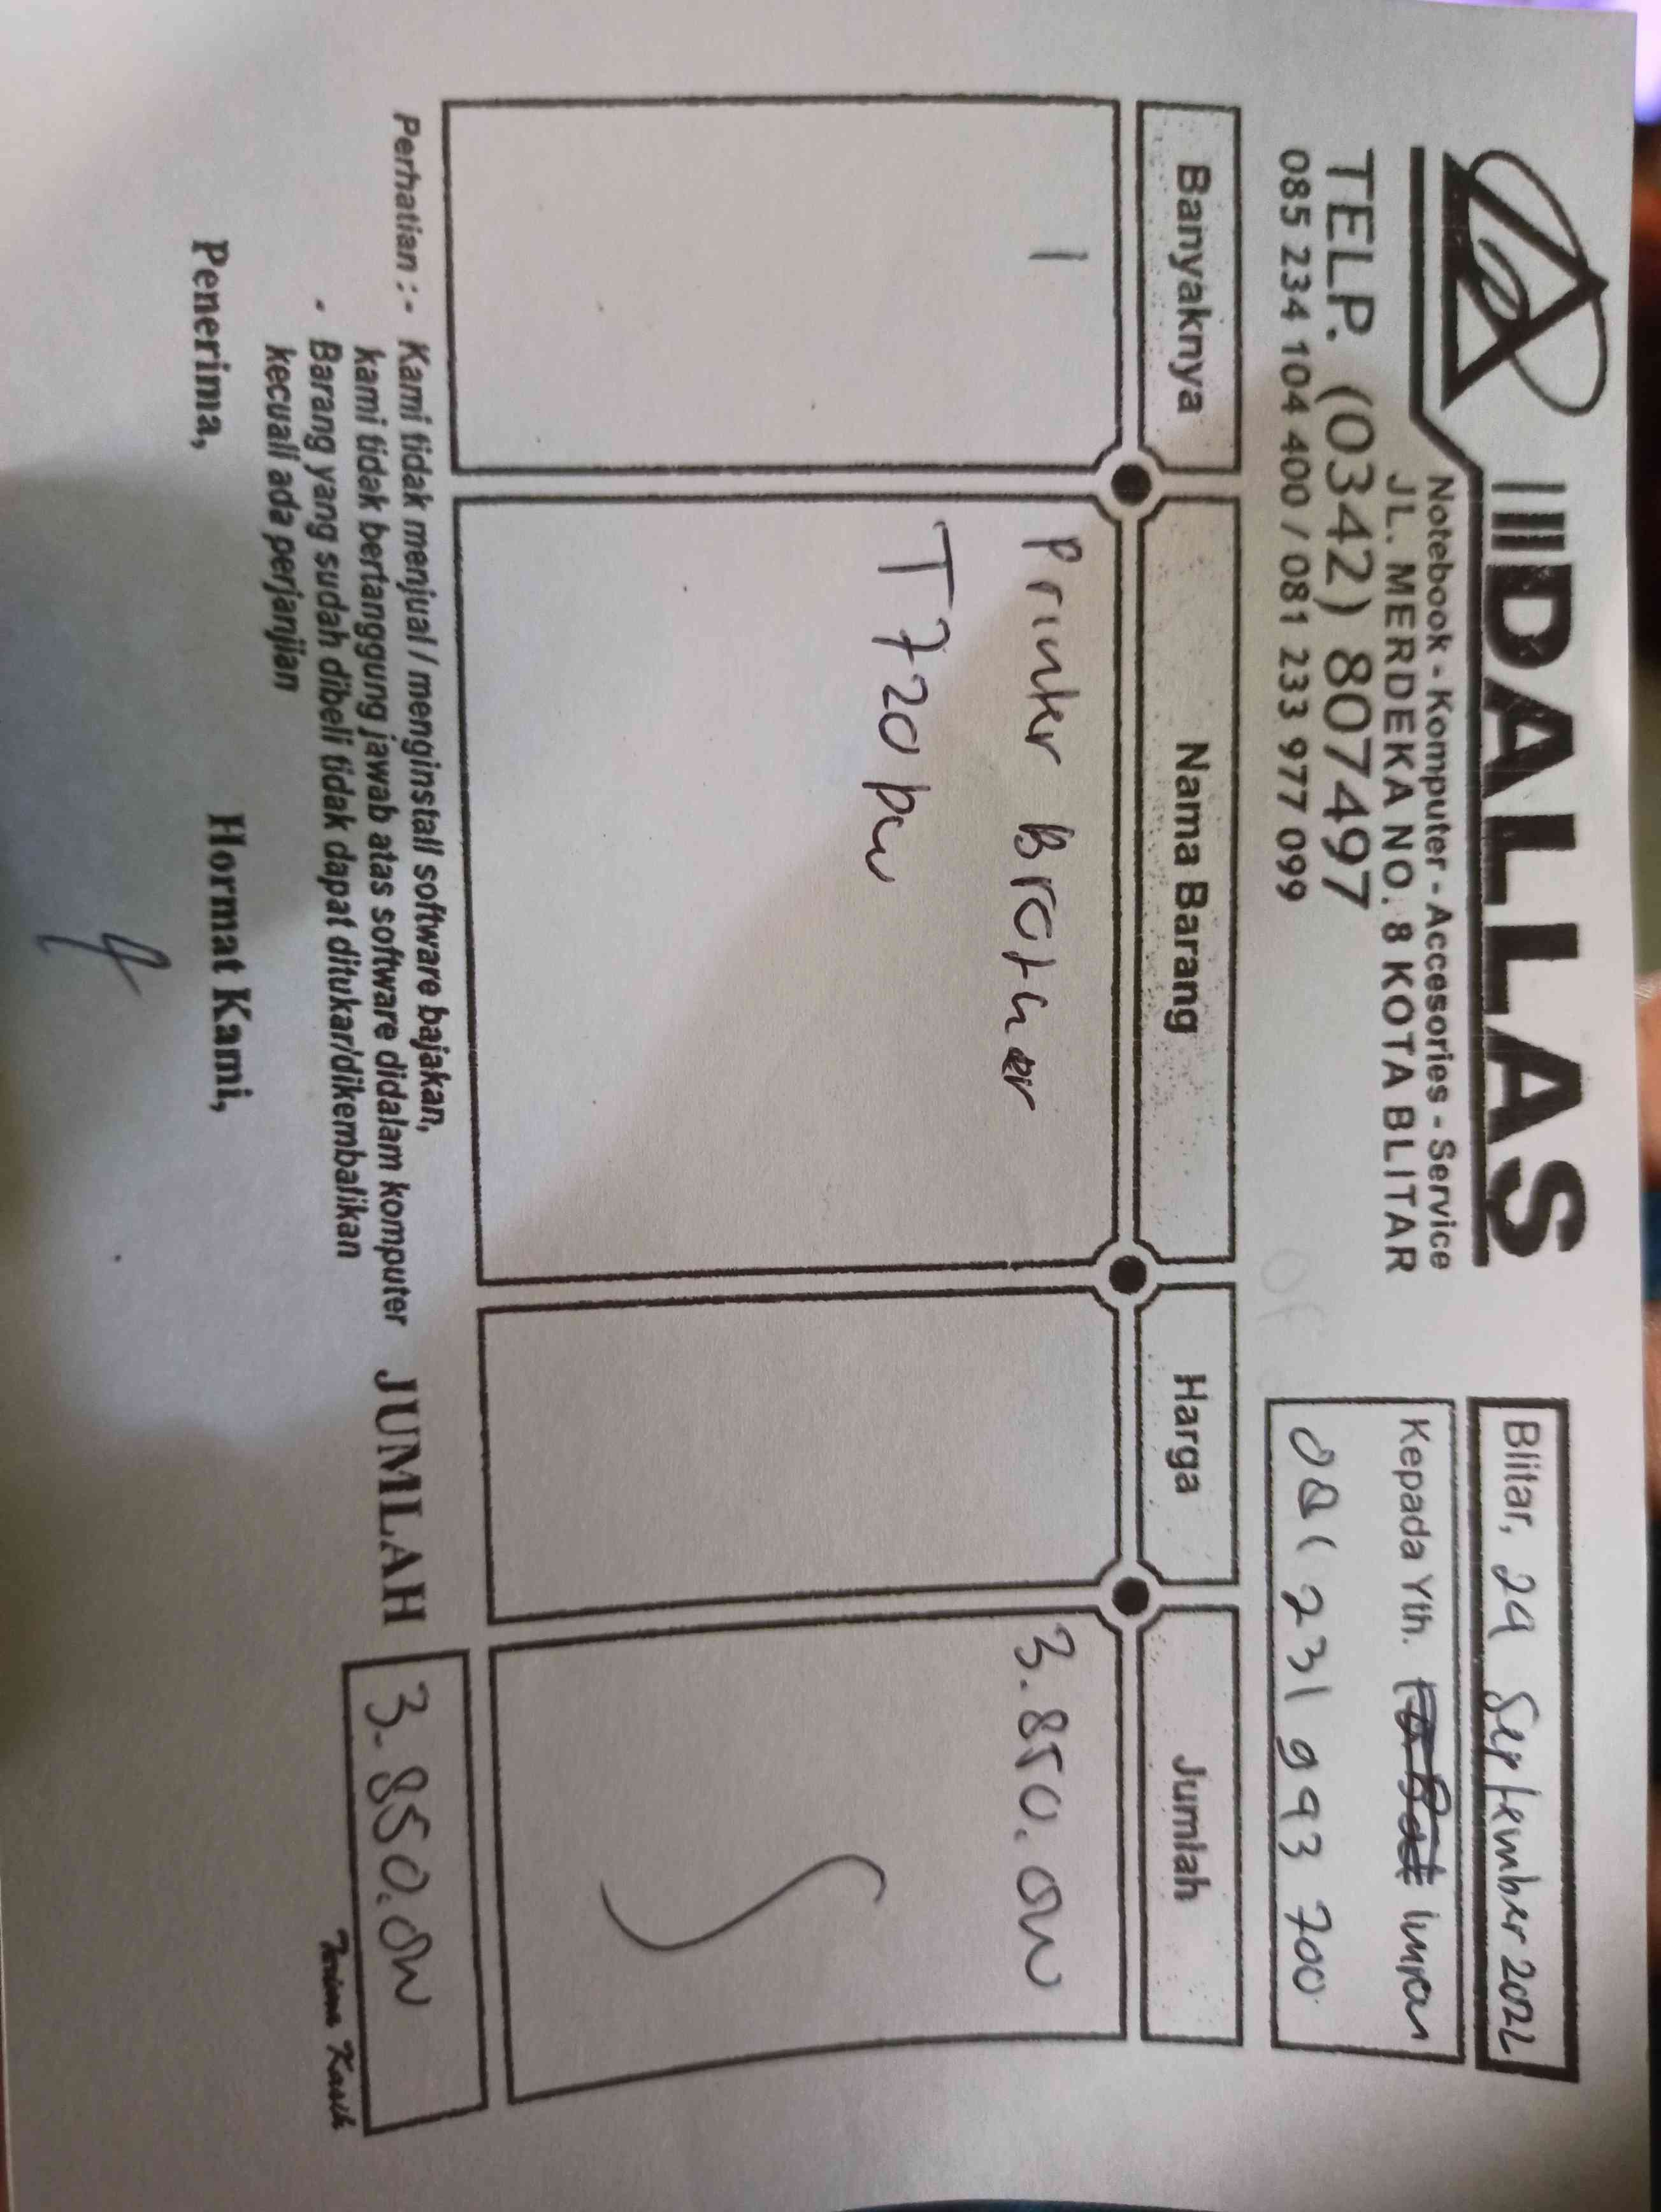 DALLAS
Notebook - Komputer - Accesories - Service
JL. MERDEKA NO. 8 KOTA BLITAR
TELP. (0342) 807497
085 234 104 400 / 081 233 977 099
Blitar, 29 September 2022
Kepada Yth. Imron
081 231 993 700
Banyaknya Nama Barang Harga Jumlah
1 Printer Brother 3.850.000
T720DW
Perhatian : - Kami tidak menjual / menginstall software bajakan,
kami tidak bertanggung jawab atas software didalam komputer
- Barang yang sudah dibeli tidak dapat ditukar/dikembalikan
kecuali ada perjanjian
JUMLAH 3.850.000
Terima Kasih
Penerima, Hormat Kami,